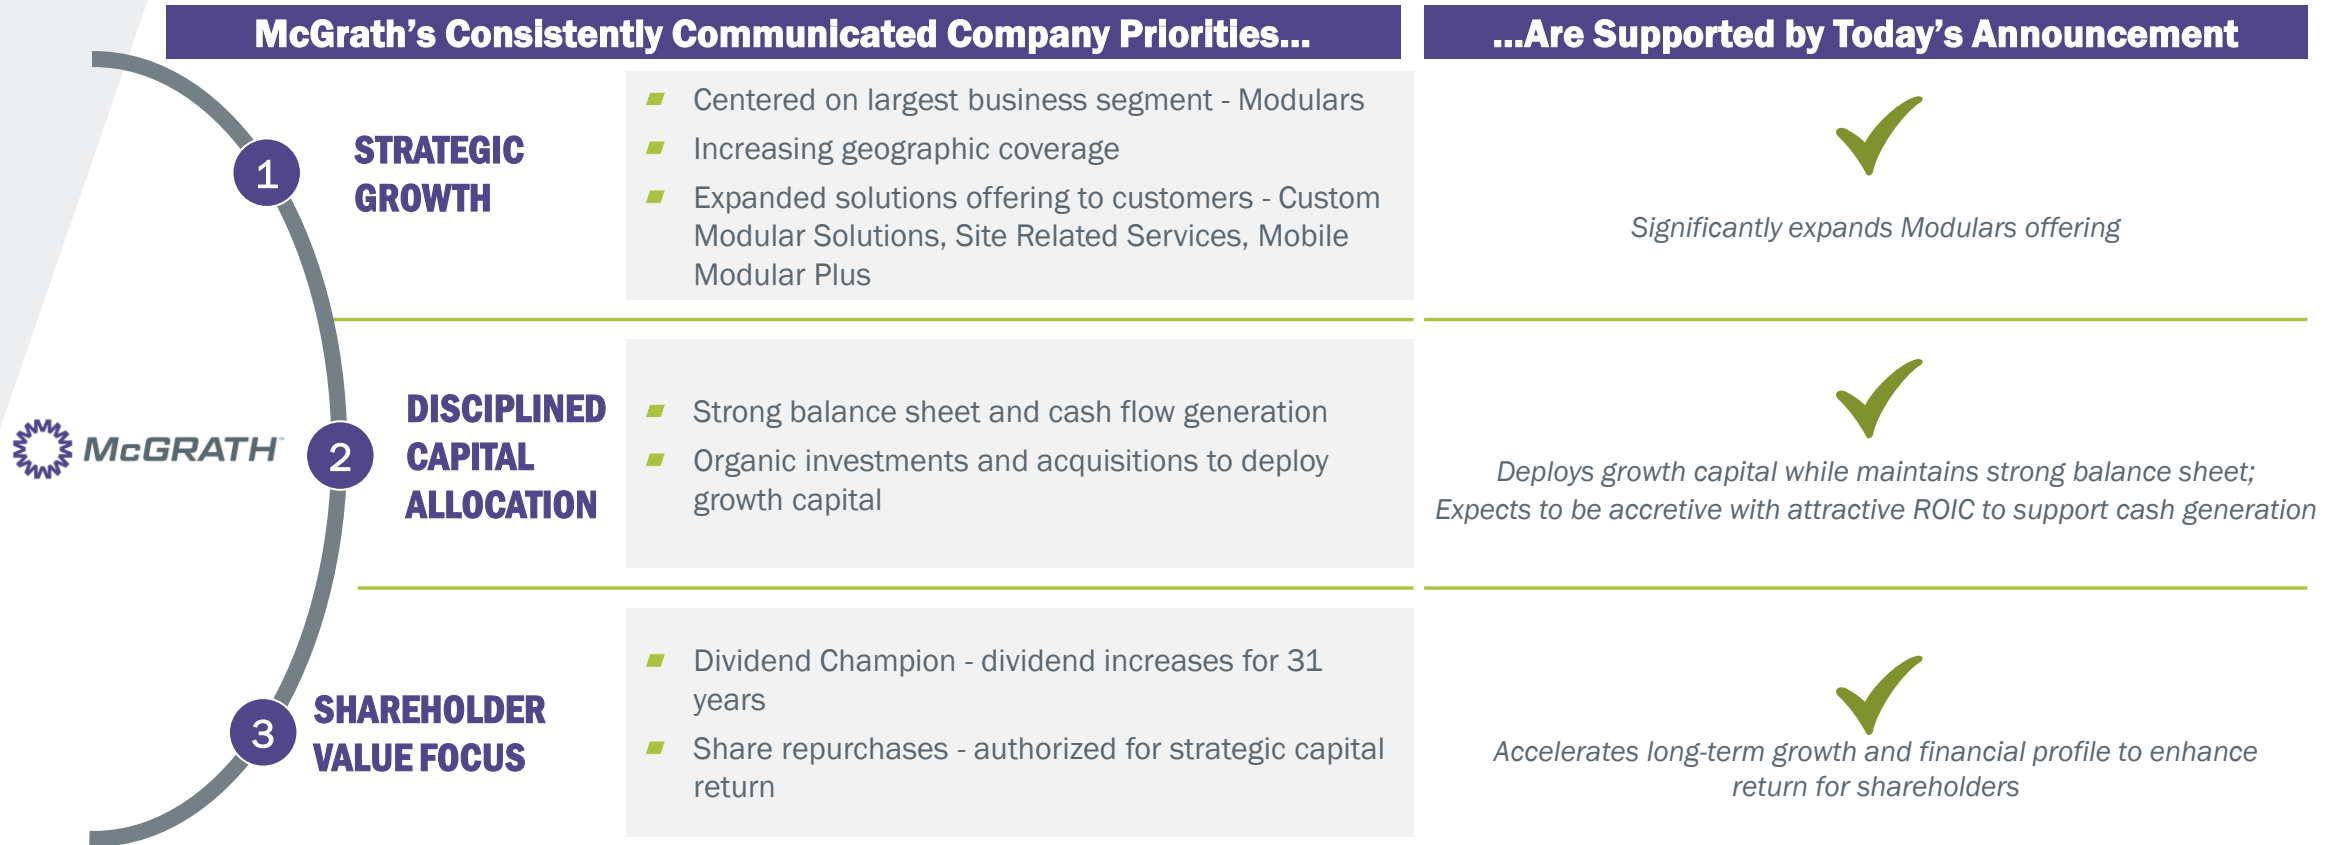 McGrath’s Consistently Communicated Company Priorities...
...Are Supported by Today’s Announcement
1
STRATEGIC
GROWTH
Centered on largest business segment - Modulars
Increasing geographic coverage
Expanded solutions offering to customers - Custom
Modular Solutions, Site Related Services, Mobile
Modular Plus
Significantly expands Modulars offering
McGRATH™
2
DISCIPLINED
CAPITAL
ALLOCATION
Strong balance sheet and cash flow generation
Organic investments and acquisitions to deploy
growth capital
Deploys growth capital while maintains strong balance sheet;
Expects to be accretive with attractive ROIC to support cash generation
3
SHAREHOLDER
VALUE FOCUS
Dividend Champion - dividend increases for 31
years
Share repurchases - authorized for strategic capital
return
Accelerates long-term growth and financial profile to enhance
return for shareholders